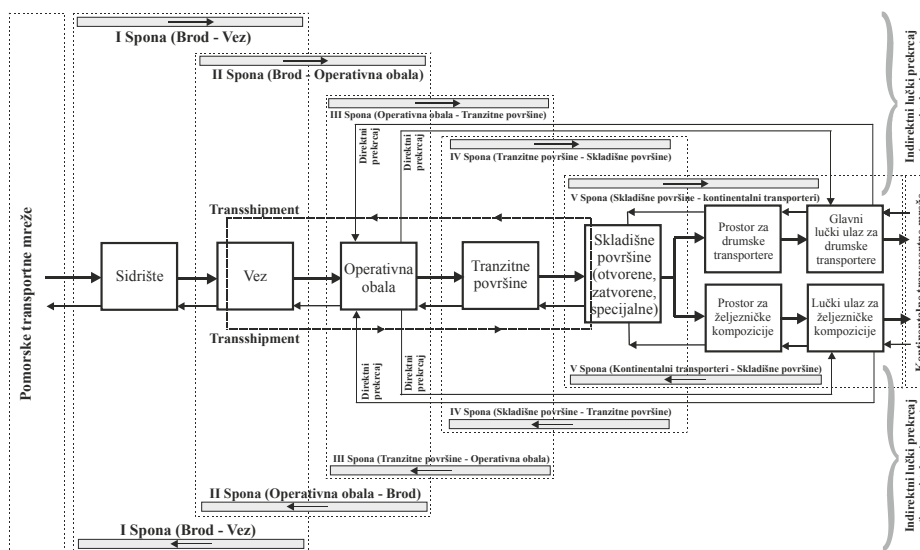 I Spona (Brod - Vez)
II Spona (Brod - Operativna obala)
III Spona (Operativna obala - Tranzitne površine)
Direktni
prekrcaj
Direktni
prekrcaj
IV Spona (Tranzitne površine - Skladišne površine)
V Spona (Skladišne površine - kontinentalni transporteri)
Indirektni lučki prekrcaj
Transshipment
Pomorske transportne mreže
Sidrište
Vez
Operativna
obala
Tranzitne
površine
Skladišne
površine
(otvorene,
zatvorene,
specijalne)
Prostor za
drumske
transportere
Glavni
lučki ulaz za
drumske
transportere
Prostor za
željezničke
kompozicije
Lučki ulaz za
željezničke
kompozicije
Transshipment
V Spona (Kontinentalni transporteri - Skladišne površine)
Direktni
prekrcaj
Direktni
prekrcaj
IV Spona (Skladišne površine - Tranzitne površine)
III Spona (Tranzitne površine - Operativna obala)
II Spona (Operativna obala - Brod)
I Spona (Brod - Vez)
Indirektni lučki prekrcaj